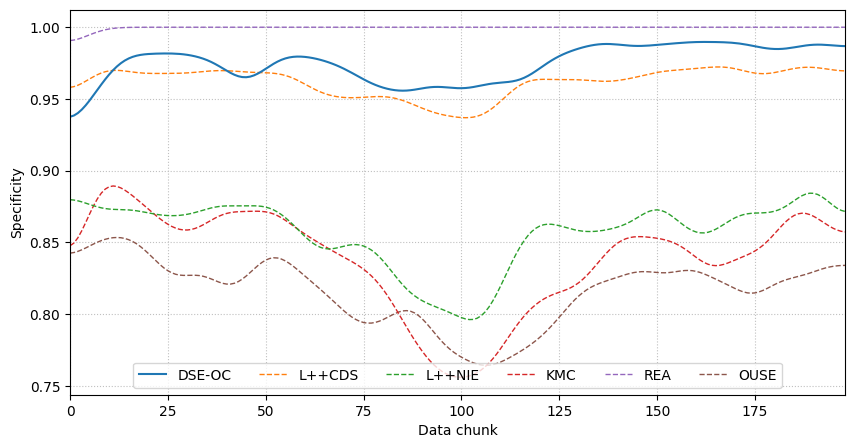 1.00
0.95
0.90
0.85
0.80
0.75
Specificity
DSE-OC L++CDS L++NIE KMC REA OUSE
0 25 50 75 100 125 150 175
Data chunk